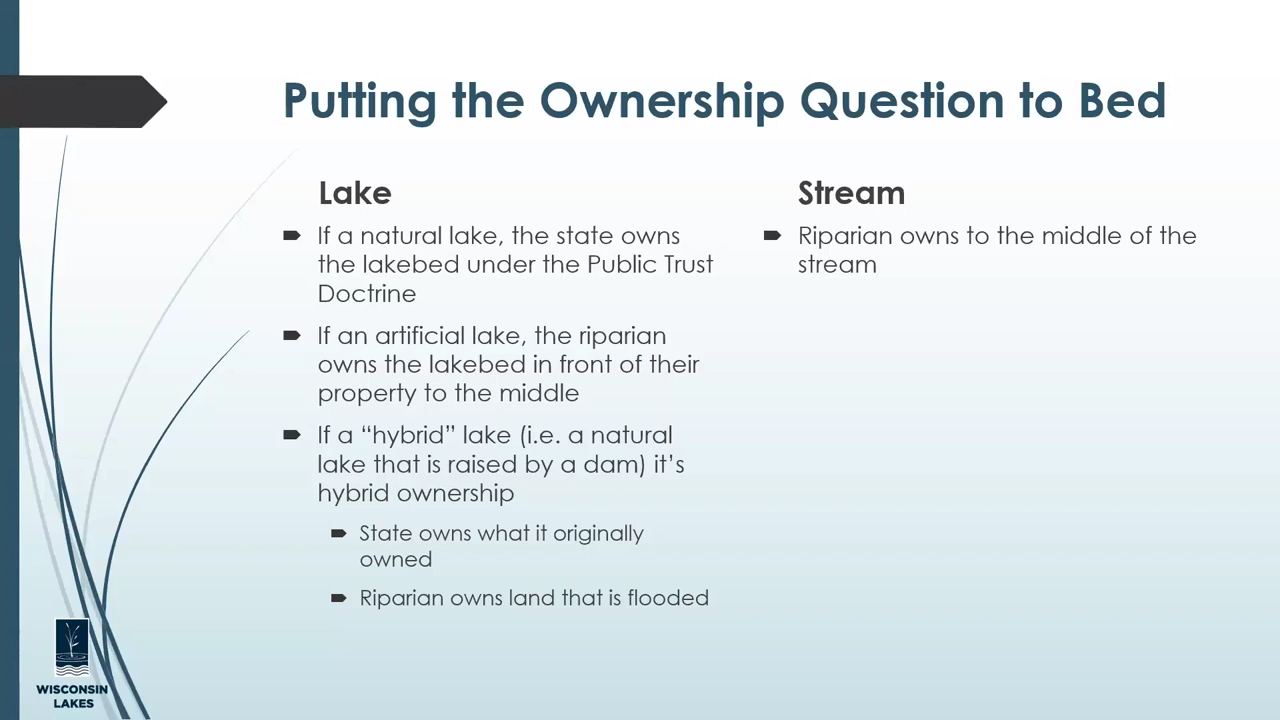 Putting the Ownership Question to Bed
Lake
If a natural lake, the state owns
the lakebed under the Public Trust
Doctrine
If an artificial lake, the riparian
owns the lakebed in front of their
property to the middle
If a “hybrid” lake (i.e. a natural
lake that is raised by a dam) it’s
hybrid ownership
State owns what it originally
owned
Riparian owns land that is flooded
Stream
Riparian owns to the middle of the
stream
WISCONSIN
LAKES